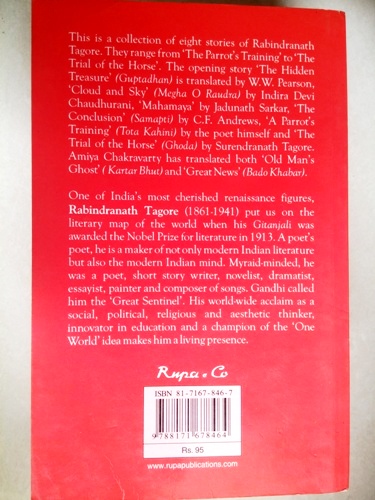 This is a collection of eight stories of Rabindranath
Tagore. They range from 'The Parrot's Training' to 'The
Trial of the Horse'. The opening story 'The Hidden
Treasure' (Guptadhan) is translated by W.W. Pearson,
'Cloud and Sky' (Megha O Raudra) by Indira Devi
Chaudhurani, 'Mahamaya' by Jadunath Sarkar, 'The
Conclusion' (Samapti) by C.F. Andrews, 'A Parrot's
Training' (Tota Kahini) by the poet himself and 'The
Trial of the Horse' (Ghoda) by Surendranath Tagore.
Amiya Chakravarty has translated both 'Old Man's
Ghost' ( Kartar Bhut) and 'Great News' (Bado Khabar).
One of India's most cherished renaissance figures,
Rabindranath Tagore (1861-1941) put us on the
literary map of the world when his Gitanjali was
awarded the Nobel Prize for literature in 1913. A poet's
poet, he is a maker of not only modern Indian literature
but also the modern Indian mind. Myraid-minded, he
was a poet, short story writer, novelist, dramatist,
essayist, painter and composer of songs. Gandhi called
him the 'Great Sentinel'. His world-wide acclaim as a
social, political, religious and aesthetic thinker,
innovator in education and a champion of the 'One
World' idea makes him a living presence.
Rupa & Co
ISBN 81-7167-846-7
9788171678464
Rs. 95
www.rupapublications.com